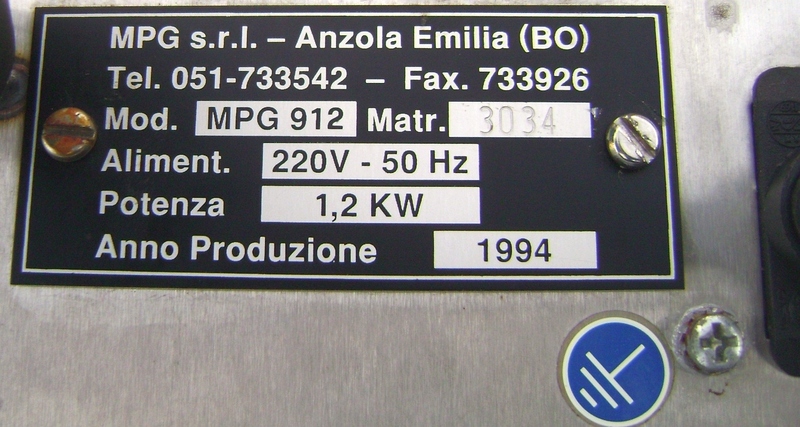 MPG s.r.l. – Anzola Emilia (BO)
Tel. 051-733542 – Fax. 733926
Mod. MPG 912 Matr. 3034
Aliment. 220V - 50 Hz
Potenza 1,2 KW
Anno Produzione 1994